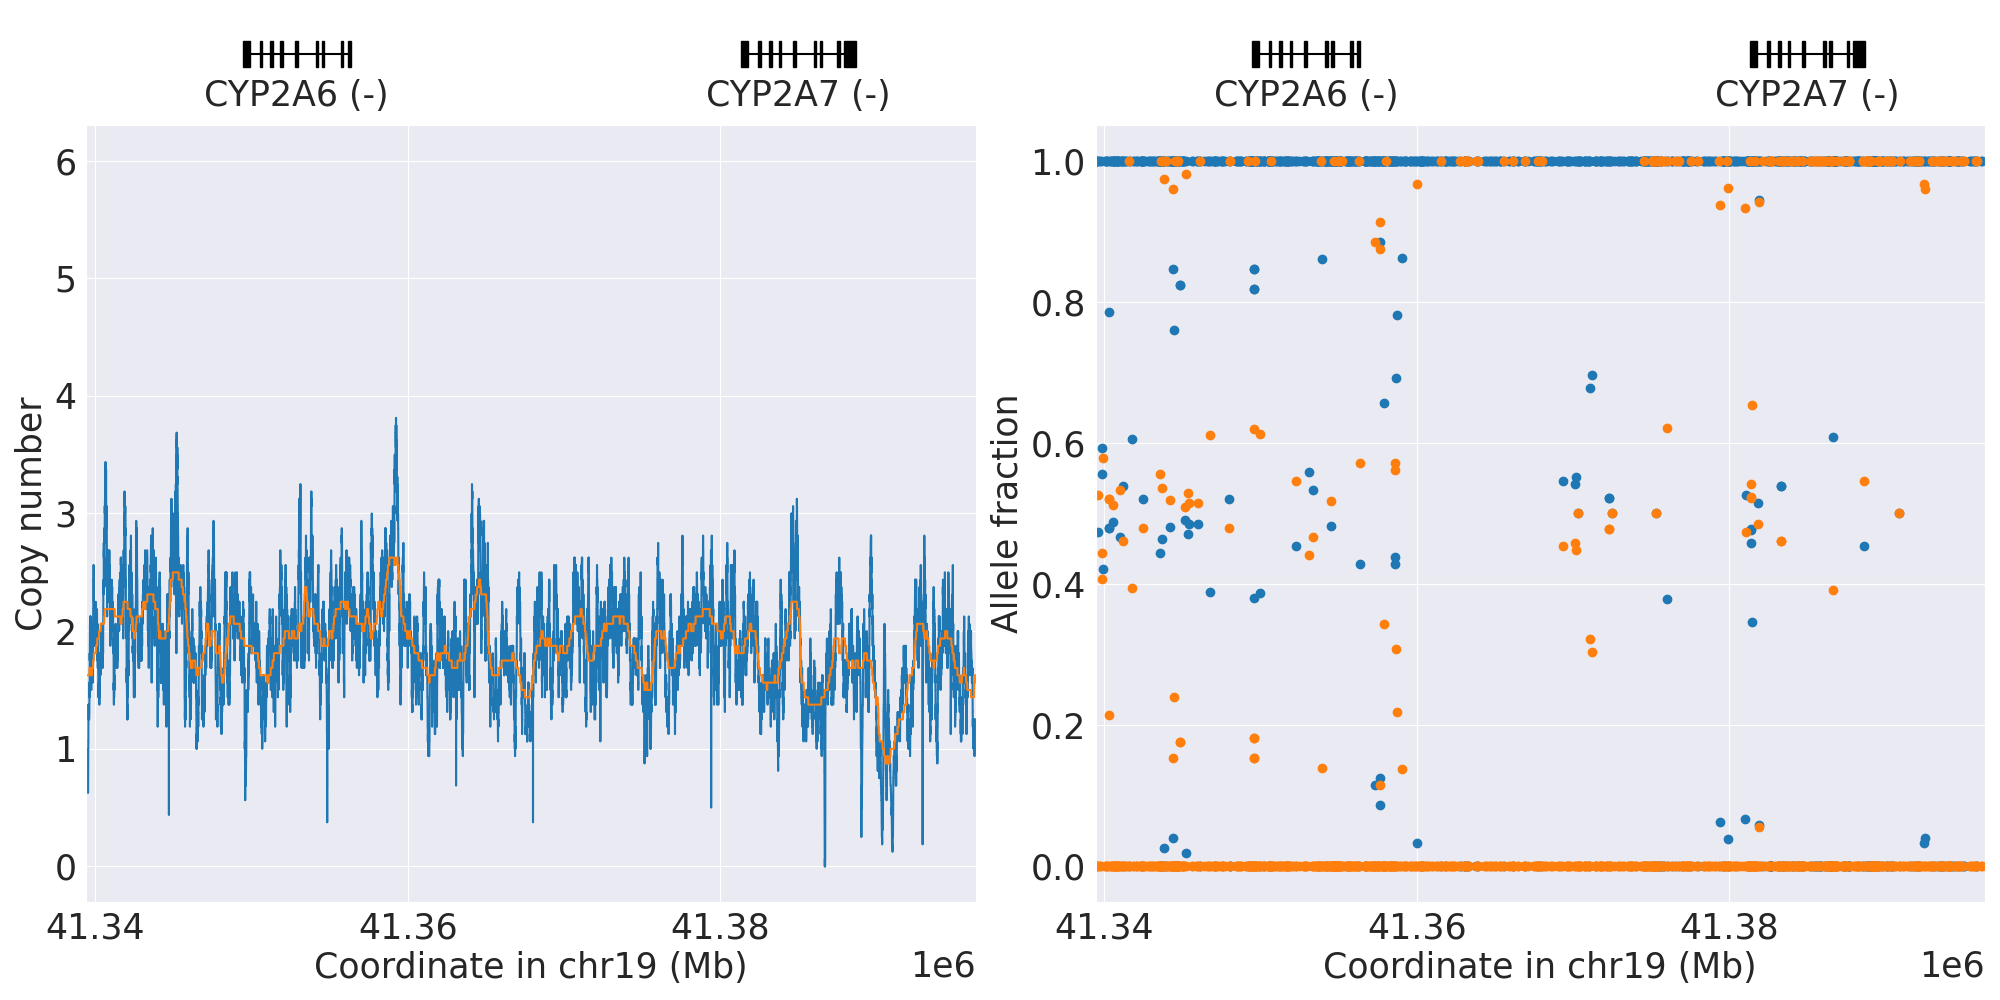 CYP2A6 (-)
CYP2A7 (-)
6
5
4
3
2
1
0
Copy number
41.34
41.36
41.38
Coordinate in chr19 (Mb)
1e6
CYP2A6 (-)
CYP2A7 (-)
1.0
0.8
0.6
0.4
0.2
0.0
Allele fraction
41.34
41.36
41.38
Coordinate in chr19 (Mb)
1e6